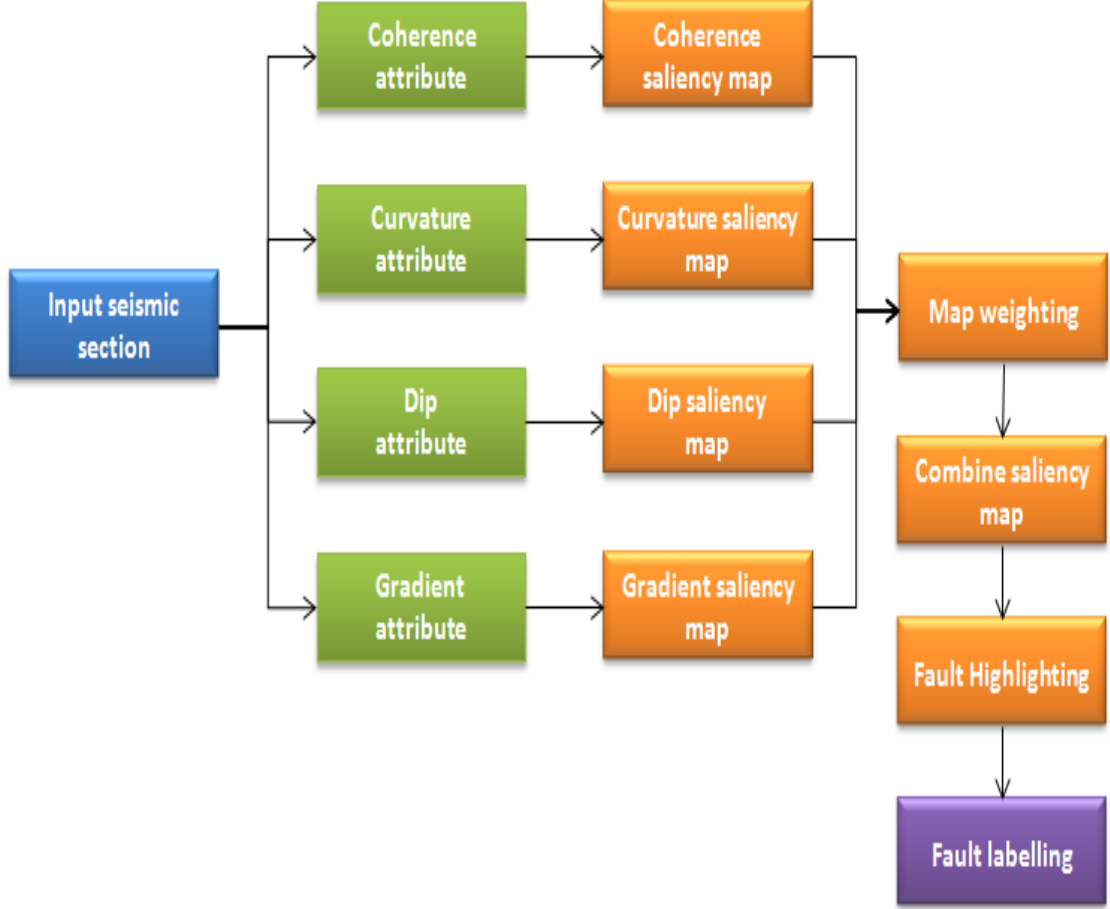 Input seismic
section
Coherence
attribute
Curvature
attribute
Dip
attribute
Gradient
attribute
Coherence
saliency map
Curvature saliency
map
Dip saliency
map
Gradient saliency
map
Map weighting
Combine saliency
map
Fault Highlighting
Fault labelling